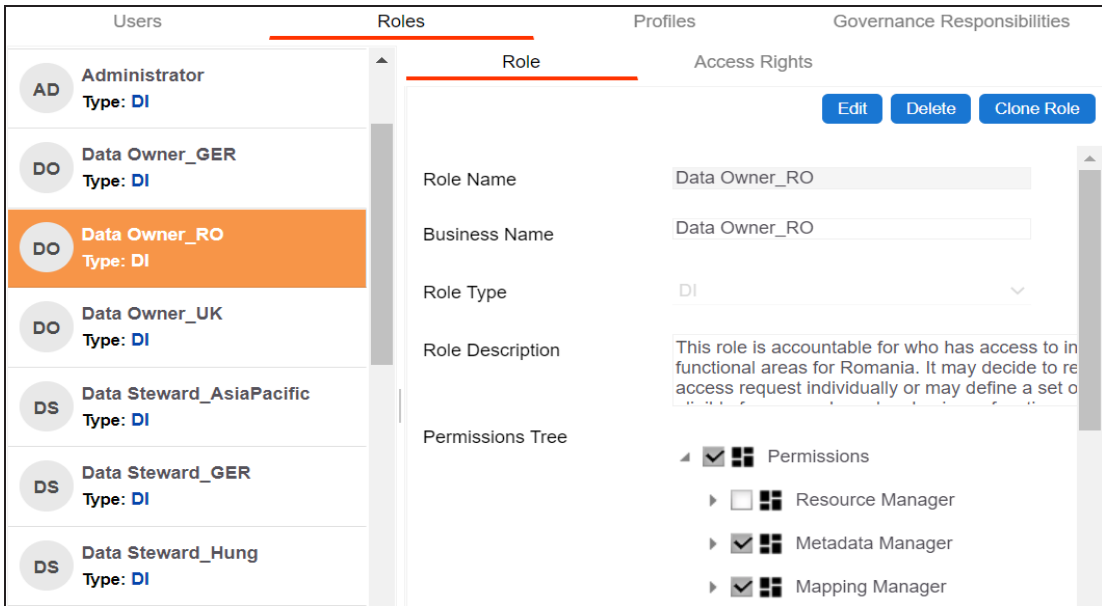 Users Roles Profiles Governance Responsibilities
AD
Administrator
Type: DI
DO
Data Owner_GER
Type: DI
DO
Data Owner_RO
Type: DI
DO
Data Owner_UK
Type: DI
DS
Data Steward_AsiaPacific
Type: DI
DS
Data Steward_GER
Type: DI
DS
Data Steward_Hung
Type: DI
Role Access Rights
Edit Delete Clone Role
Role Name Data Owner_RO
Business Name Data Owner_RO
Role Type DI
Role Description
This role is accountable for who has access to in
functional areas for Romania. It may decide to re
access request individually or may define a set o
Permissions Tree
Permissions
Resource Manager
Metadata Manager
Mapping Manager